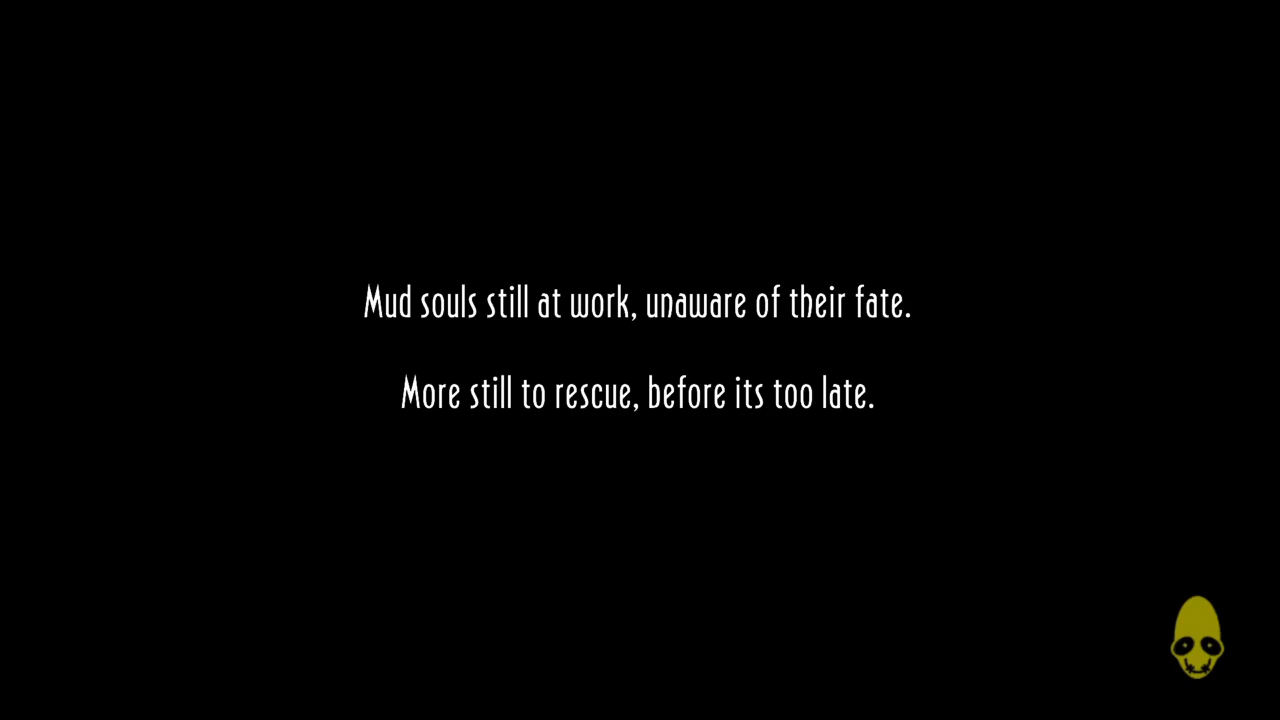 Mud souls still at work, unaware of their fate.
More still to rescue, before its too late.